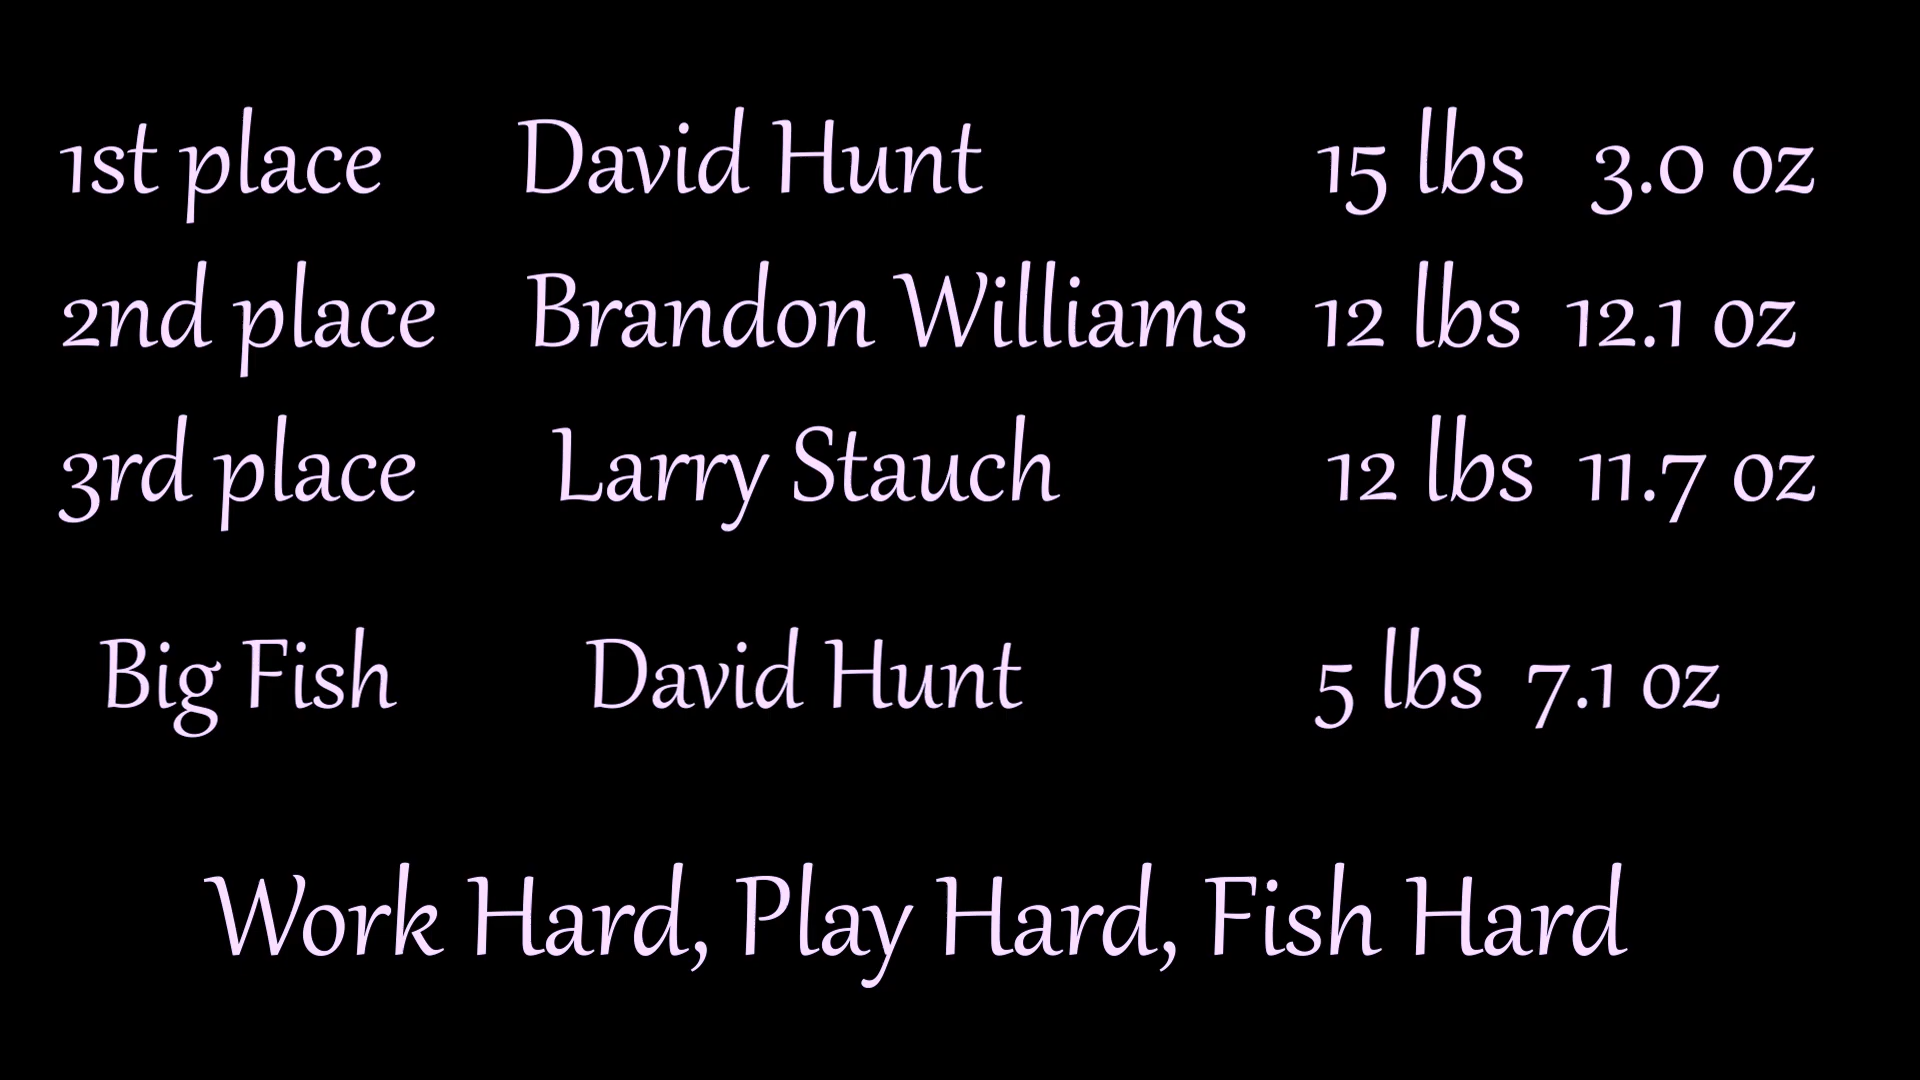 1st place David Hunt 15 lbs 3.0 oz
2nd place Brandon Williams 12 lbs 12.1 oz
3rd place Larry Stauch 12 lbs 11.7 oz
Big Fish David Hunt 5 lbs 7.1 oz
Work Hard, Play Hard, Fish Hard